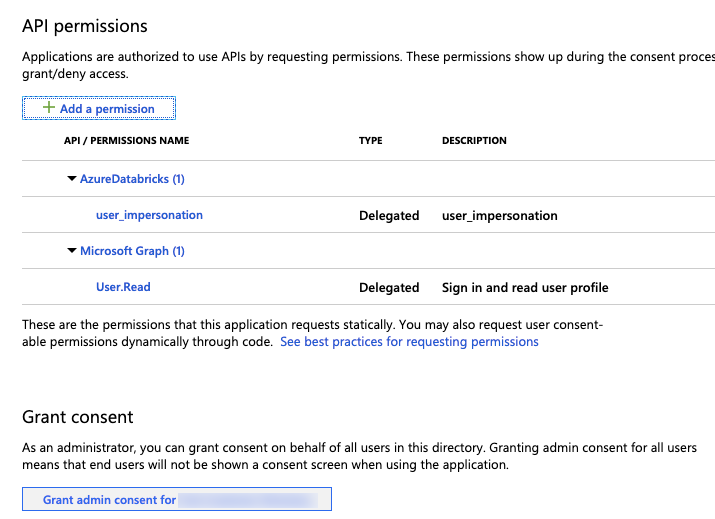 API permissions
Applications are authorized to use APIs by requesting permissions. These permissions show up during the consent
grant/deny access.
Add a permission
API / PERMISSIONS NAME TYPE DESCRIPTION
AzureDatabricks (1)
user_impersonation Delegated user_impersonation
Microsoft Graph (1)
User.Read Delegated Sign in and read user profile
These are the permissions that this application requests statically. You may also request user consent-
able permissions dynamically through code. See best practices for requesting permissions
Grant consent
As an administrator, you can grant consent on behalf of all users in this directory. Granting admin consent for all users
means that end users will not be shown a consent screen when using the application.
Grant admin consent for